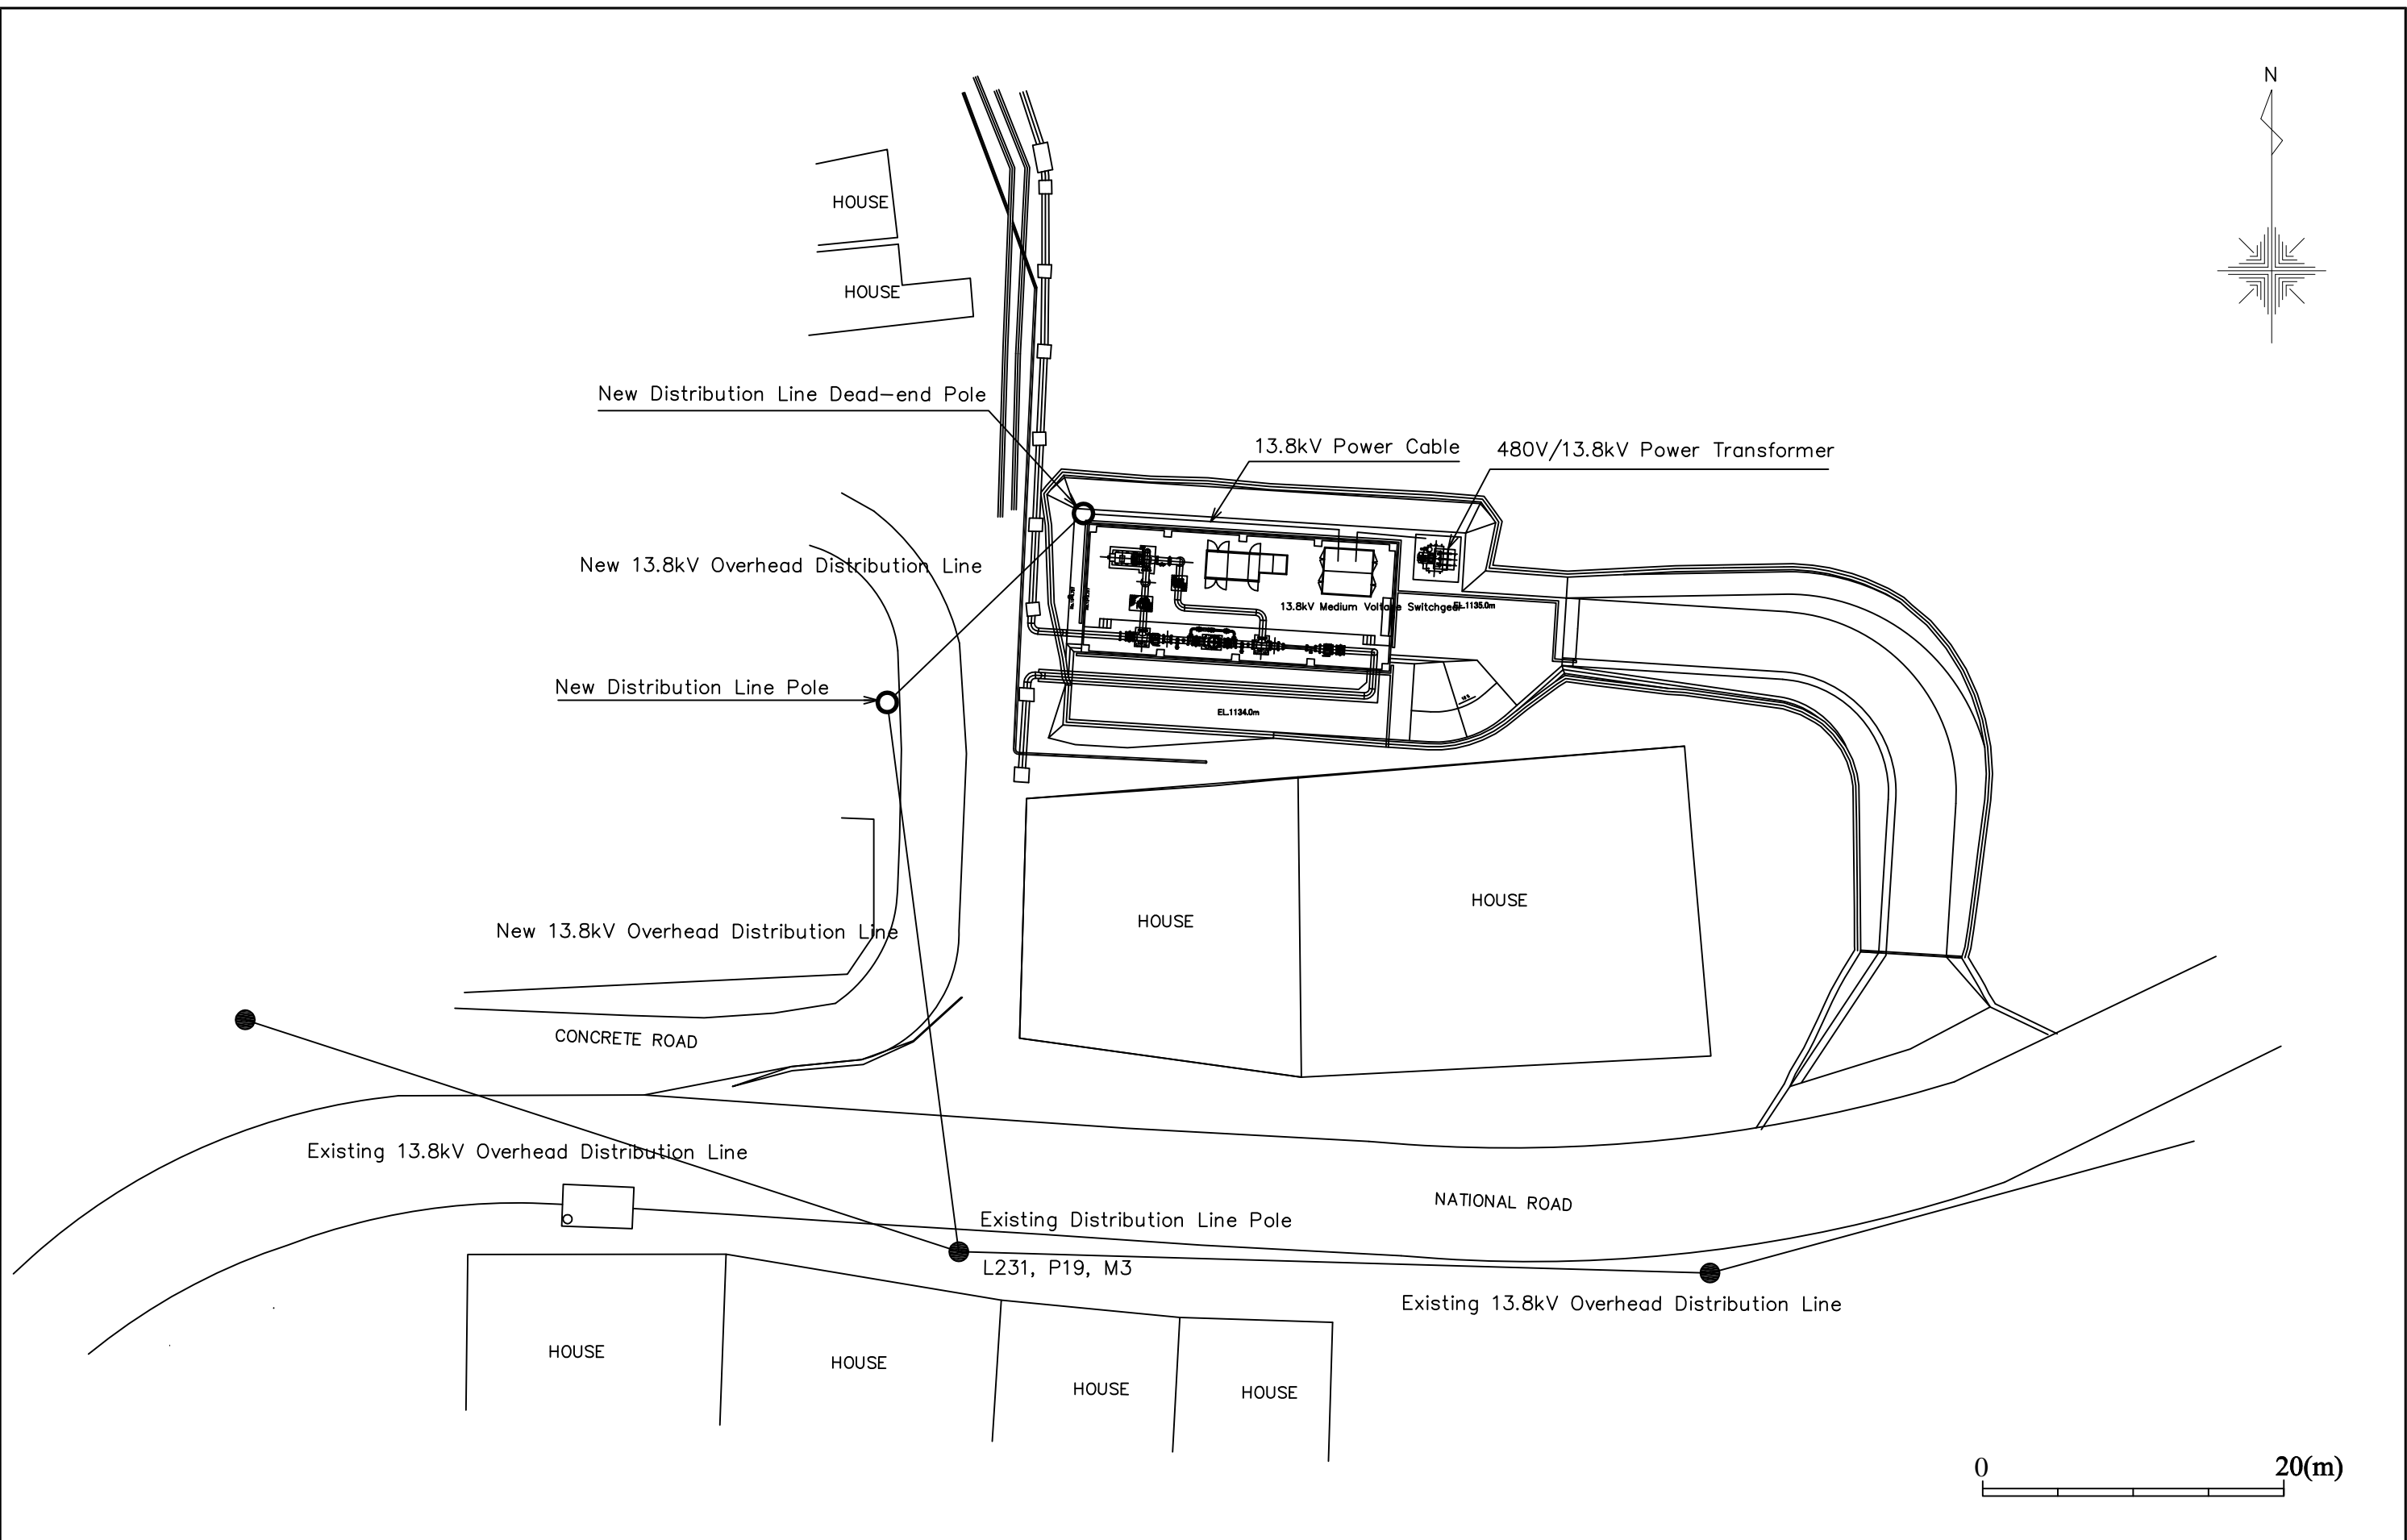 N
HOUSE
HOUSE
New Distribution Line Dead-end Pole
13.8kV Power Cable
480V/13.8kV Power Transformer
New 13.8kV Overhead Distribution Line
13.8kV Medium Voltage Switchgear
EL.1135.0m
New Distribution Line Pole
EL.1134.0m
HOUSE
HOUSE
New 13.8kV Overhead Distribution Line
CONCRETE ROAD
Existing 13.8kV Overhead Distribution Line
NATIONAL ROAD
Existing Distribution Line Pole
L231, P19, M3
Existing 13.8kV Overhead Distribution Line
HOUSE
HOUSE
HOUSE
HOUSE
0 20(m)